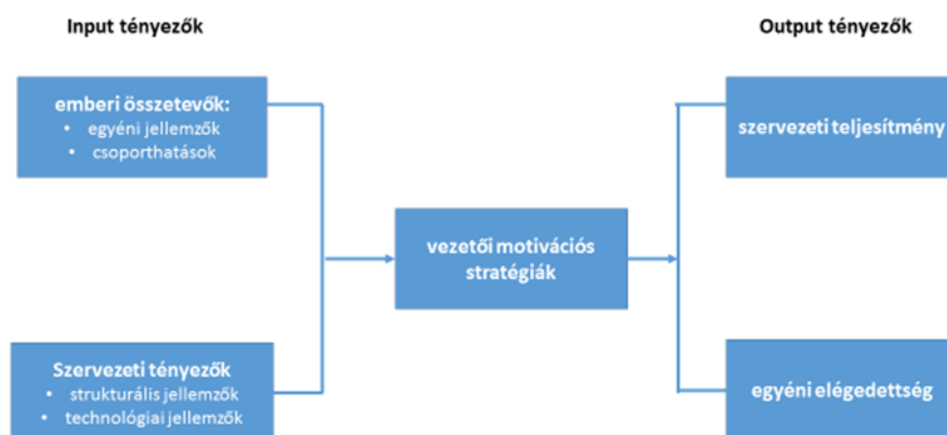 Input tényezők
Output tényezők
emberi összetevők:
• egyéni jellemzők
• csoporthatások
szervezeti teljesítmény
vezetői motivációs
stratégiák
Szervezeti tényezők
• strukturális jellemzők
• technológiai jellemzők
egyéni elégedettség